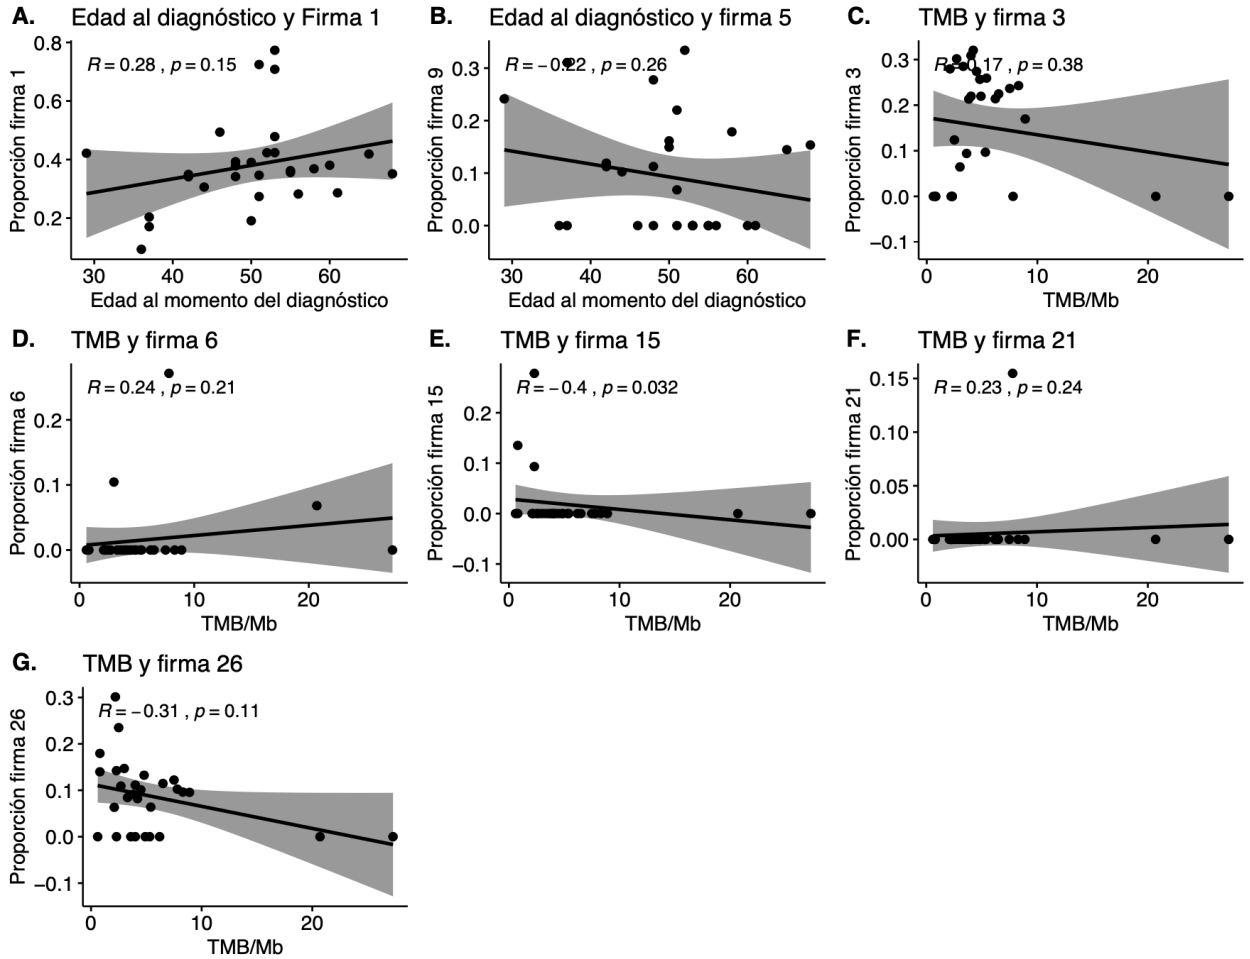 A. Edad al diagnóstico y Firma 1
R = 0.28 , p = 0.15
Proporción firma 1
0.8
0.6
0.4
0.2
30 40 50 60
Edad al momento del diagnóstico
B. Edad al diagnóstico y firma 5
R = −0.22 , p = 0.26
Proporción firma 9
0.3
0.2
0.1
0.0
30 40 50 60
Edad al momento del diagnóstico
C. TMB y firma 3
R = 0.17 , p = 0.38
Proporción firma 3
0.3
0.2
0.1
0.0
−0.1
0 10 20
TMB/Mb
D. TMB y firma 6
R = 0.24 , p = 0.21
Porporción firma 6
0.2
0.1
0.0
0 10 20
TMB/Mb
E. TMB y firma 15
R = −0.4 , p = 0.032
Proporción firma 15
0.2
0.1
0.0
−0.1
0 10 20
TMB/Mb
F. TMB y firma 21
R = 0.23 , p = 0.24
Proporción firma 21
0.15
0.10
0.05
0.00
0 10 20
TMB/Mb
G. TMB y firma 26
R = −0.31 , p = 0.11
Proporción firma 26
0.3
0.2
0.1
0.0
−0.1
0 10 20
TMB/Mb